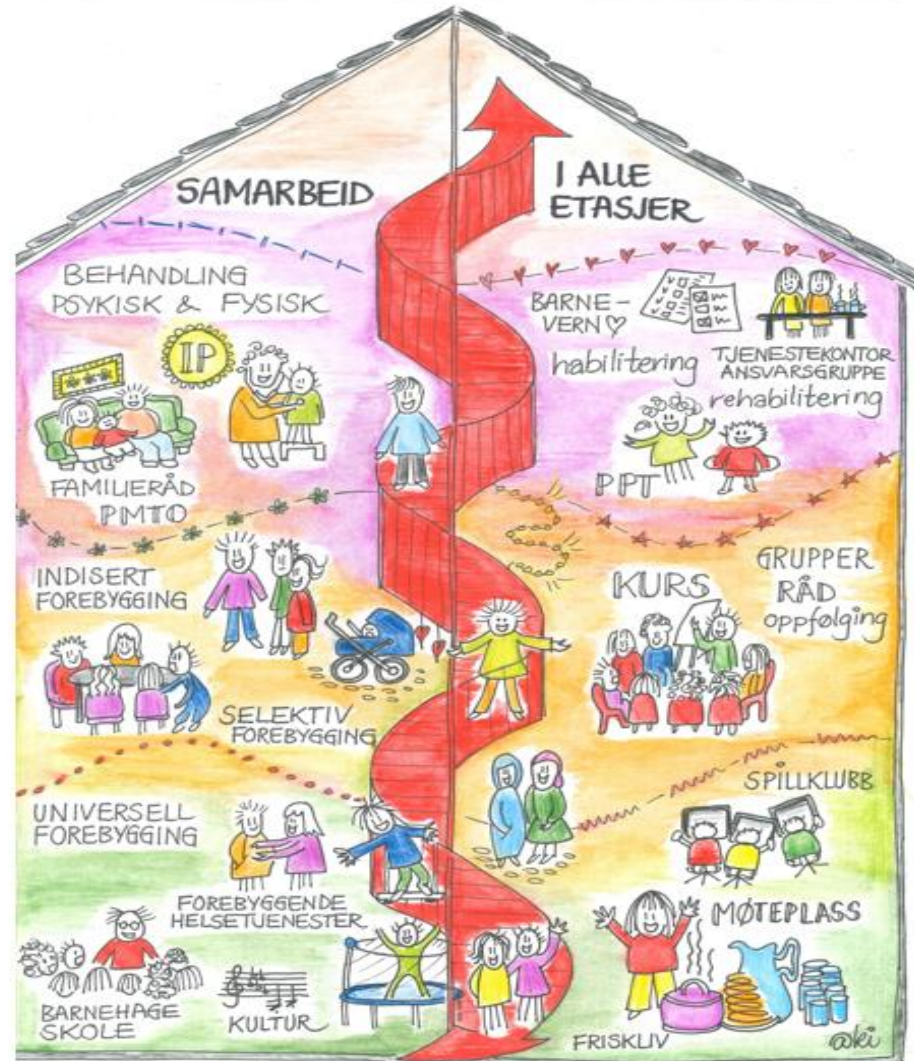 SAMARBEID
I ALLE
ETASJER
BEHANDLING
PSYKISK & FYSISK
IP
FAMILIERÅD
PMTO
BARNE-
VERN
habilitering
TJENESTEKONTOR
ANSVARSGRUPPE
rehabilitering
PPT
INDISERT
FOREBYGGING
SELEKTIV
FOREBYGGING
KURS
GRUPPER
RÅD
oppfølging
UNIVERSELL
FOREBYGGING
FOREBYGGENDE
HELSETJENESTER
BARNEHAGE
SKOLE
KULTUR
SPILLKLUBB
MØTEPLASS
FRISKLIV